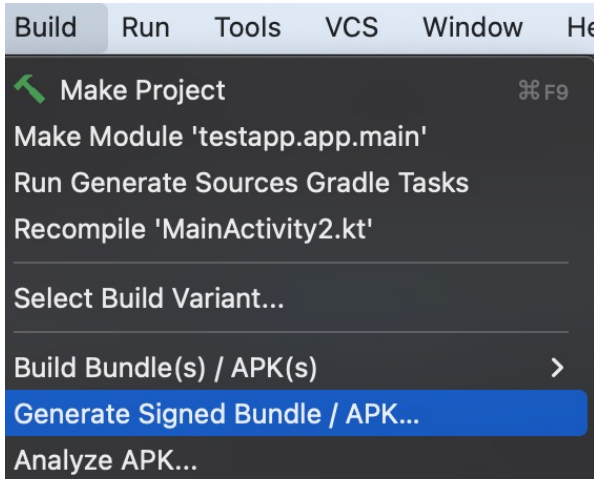 Build Run Tools VCS Window He
Make Project ⌘F9
Make Module 'testapp.app.main'
Run Generate Sources Gradle Tasks
Recompile 'MainActivity2.kt'
Select Build Variant...
Build Bundle(s) / APK(s)
Generate Signed Bundle / APK...
Analyze APK...